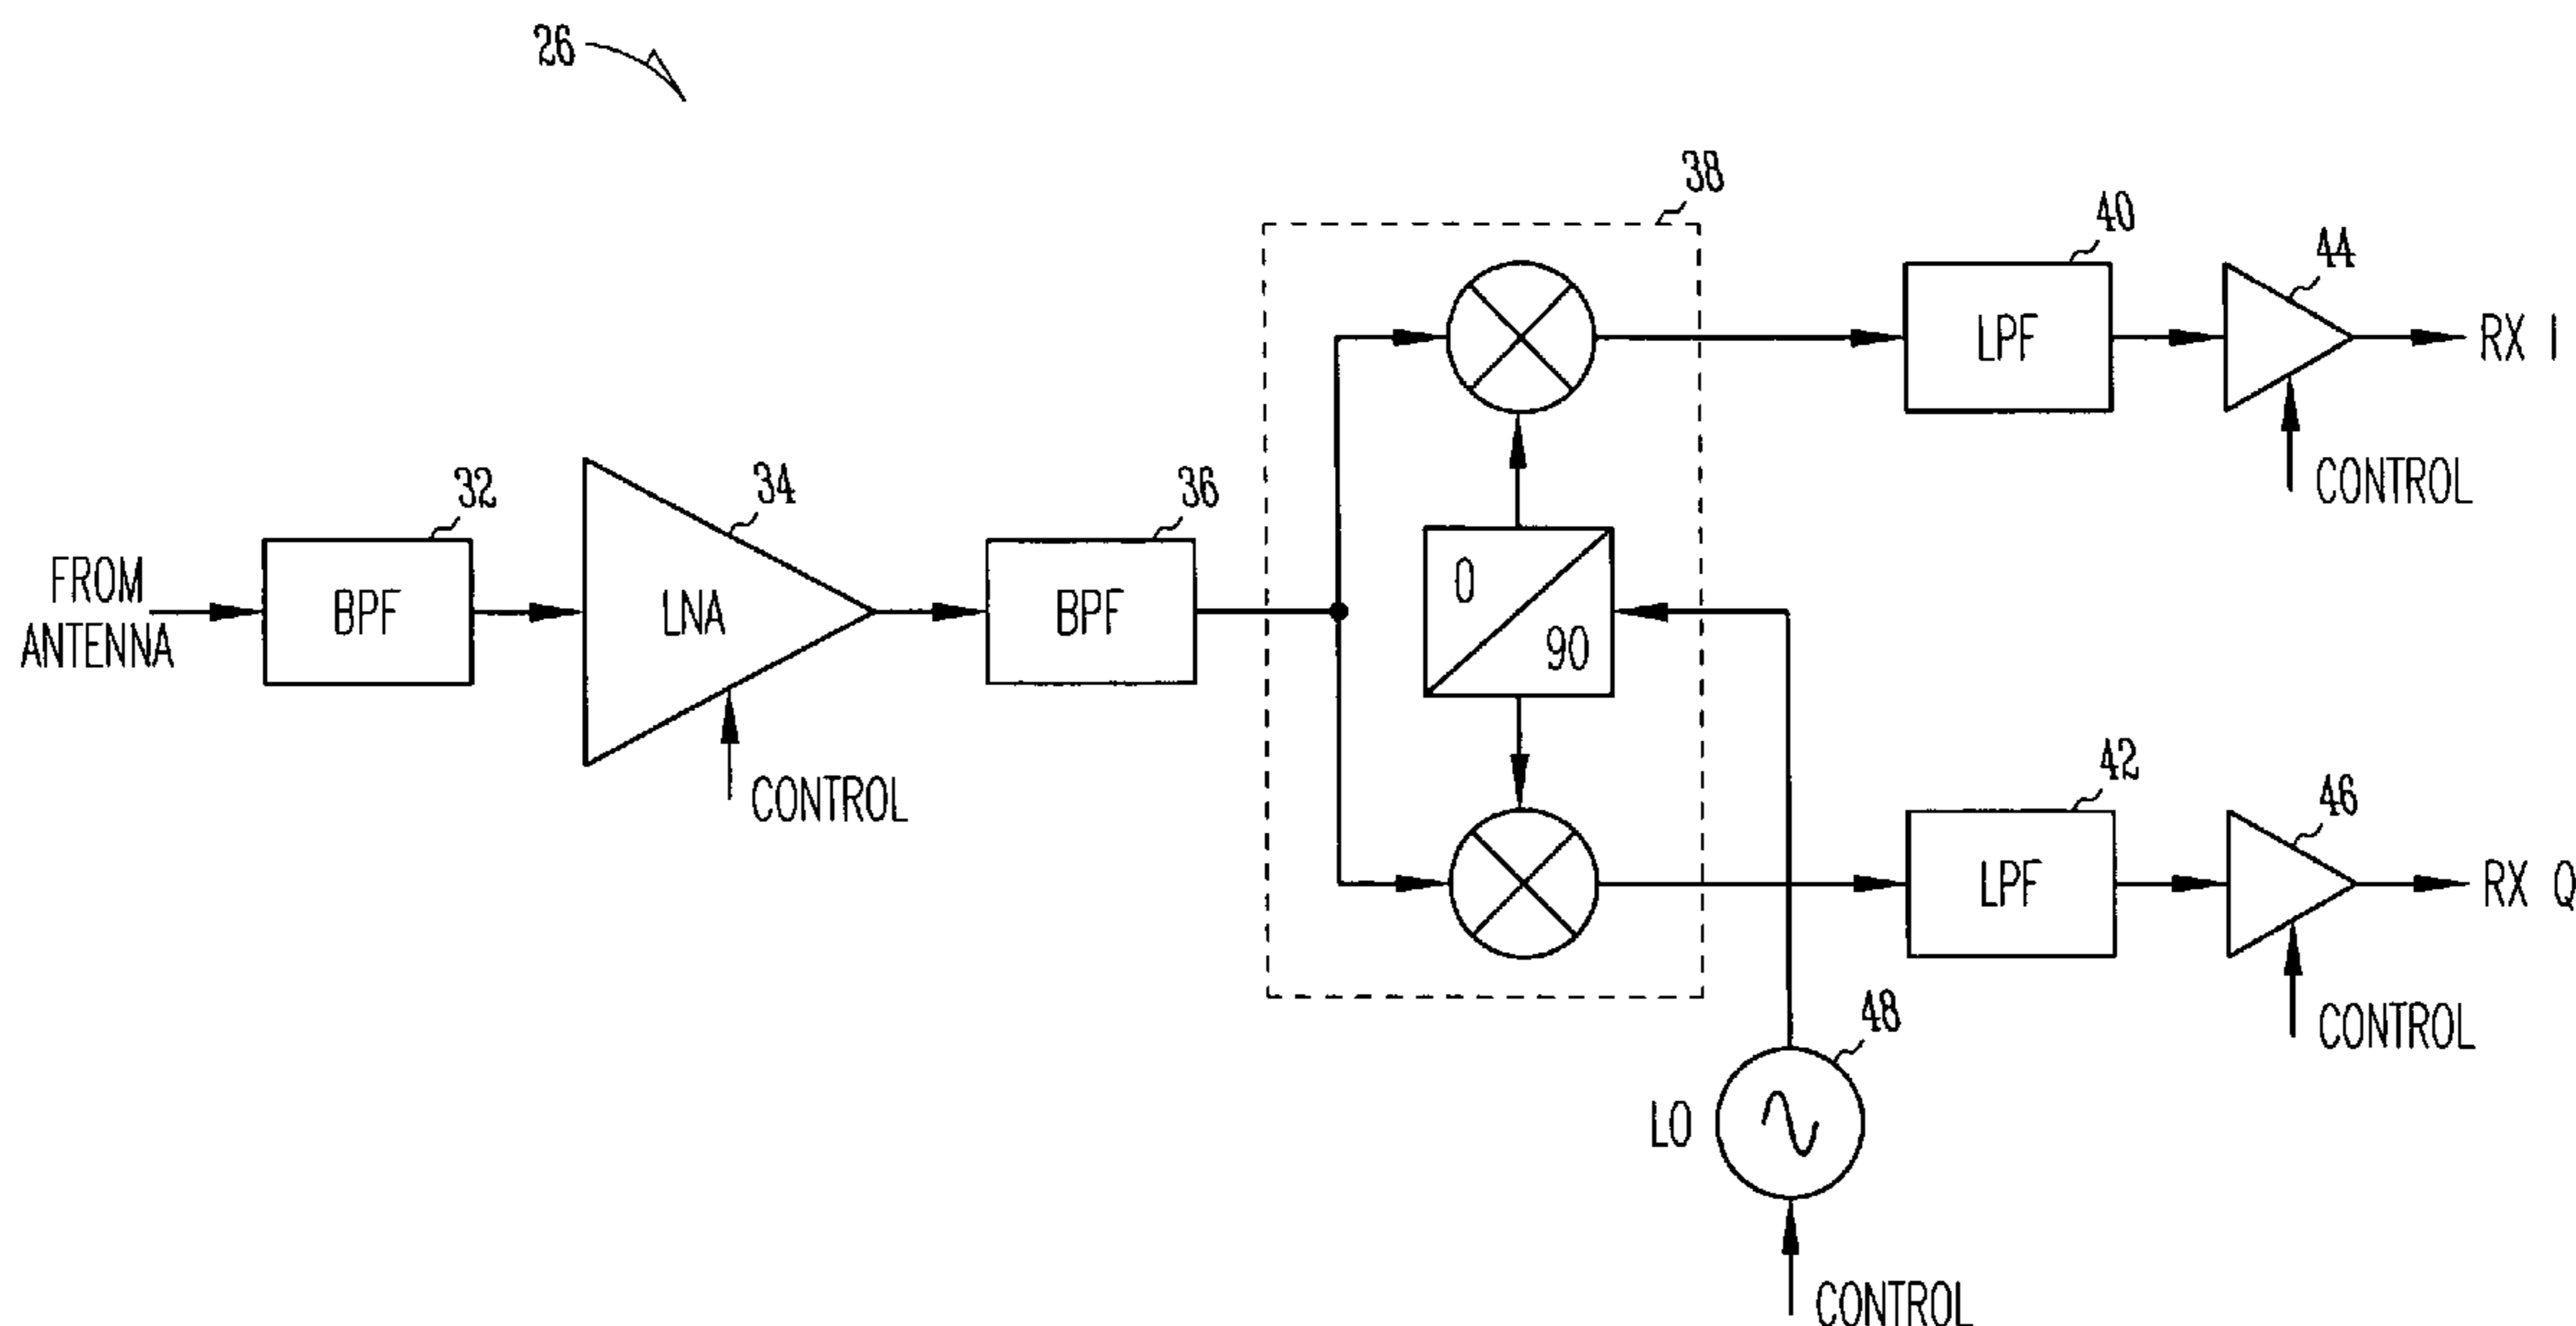 26
38
40
44
LPF
RX I
CONTROL
32
34
36
FROM
ANTENNA
BPF
LNA
BPF
0
90
CONTROL
42
46
LPF
RX Q
CONTROL
48
LO
CONTROL